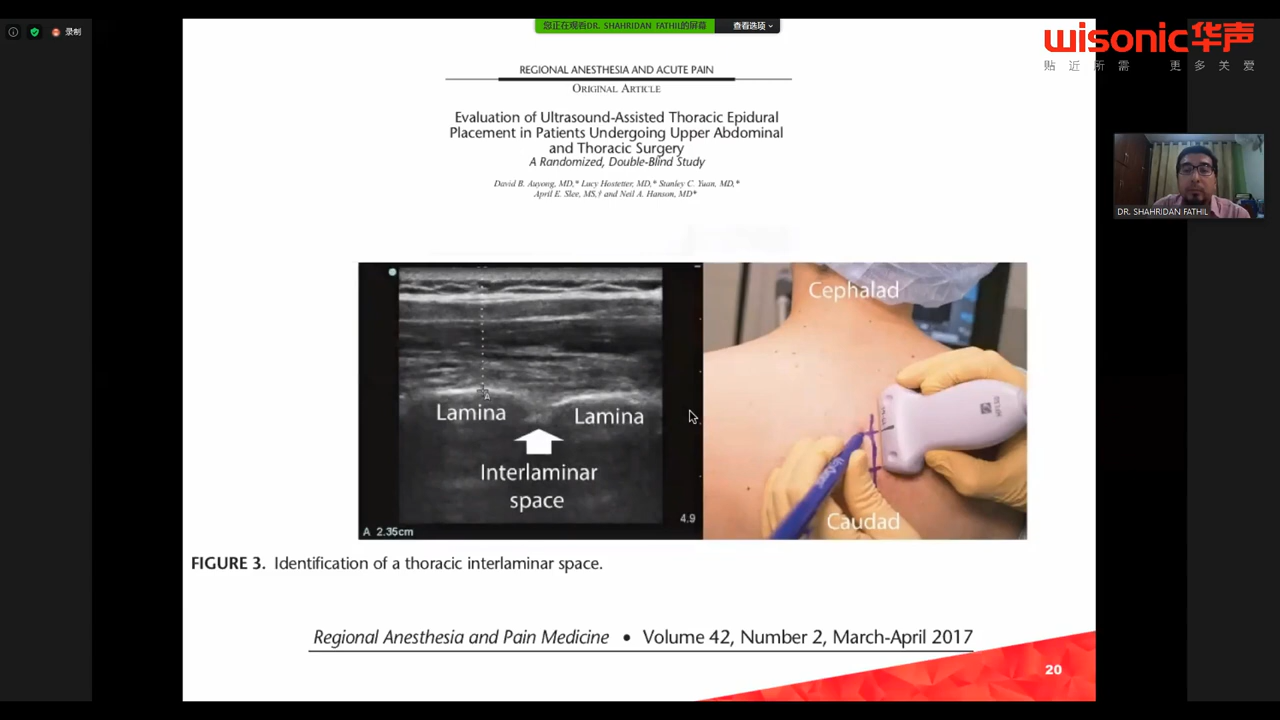 录制
您正在观看DR. SHAHRIDAN FATHIL的屏幕
查看选项
wisonic华声
贴近所需 更多关爱
REGIONAL ANESTHESIA AND ACUTE PAIN
ORIGINAL ARTICLE
Evaluation of Ultrasound-Assisted Thoracic Epidural
Placement in Patients Undergoing Upper Abdominal
and Thoracic Surgery
A Randomized, Double-Blind Study
David B. Auyong, MD,* Lucy Hostetter, MD,* Stanley C. Yuan, MD,*
April E. Slee, MS,† and Neil A. Hanson, MD*
DR. SHAHRIDAN FATHIL
Cephalad
A
Lamina
Lamina
Interlaminar
space
4.9
A 2.35cm
Caudad
FIGURE 3. Identification of a thoracic interlaminar space.
Regional Anesthesia and Pain Medicine • Volume 42, Number 2, March-April 2017
20